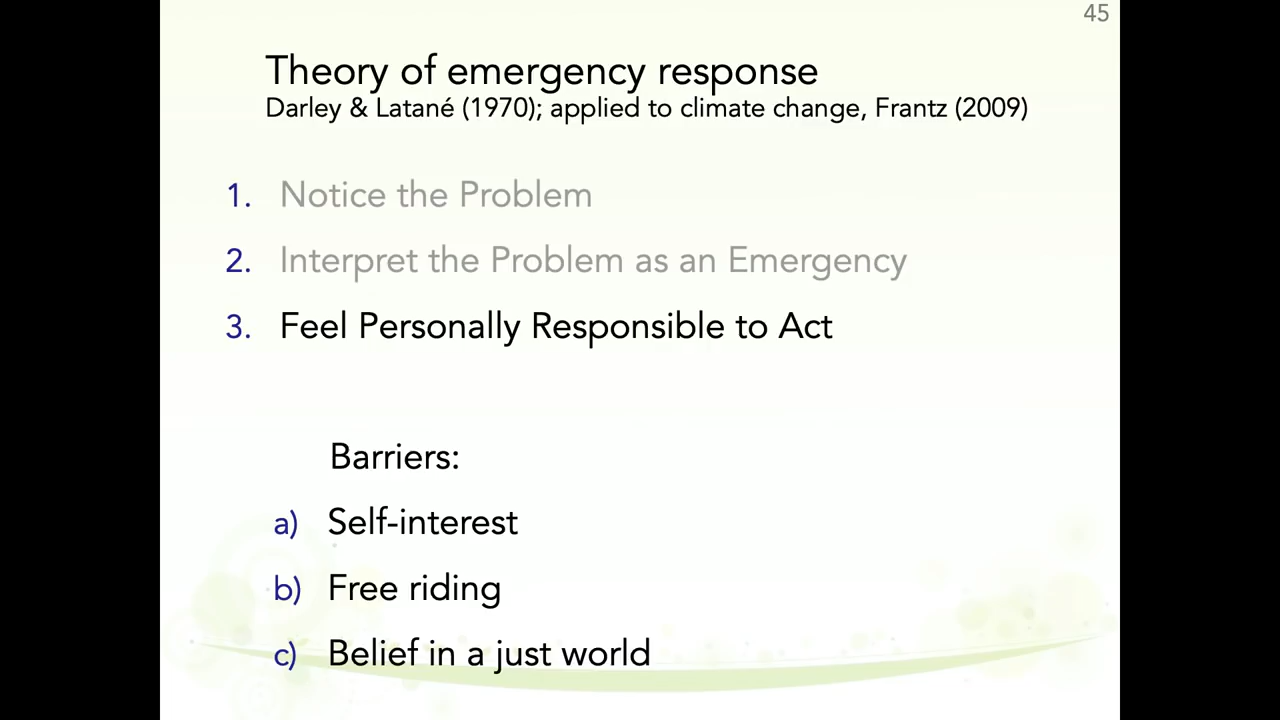 45
Theory of emergency response
Darley & Latané (1970); applied to climate change, Frantz (2009)
1. Notice the Problem
2. Interpret the Problem as an Emergency
3. Feel Personally Responsible to Act
Barriers:
a) Self-interest
b) Free riding
c) Belief in a just world